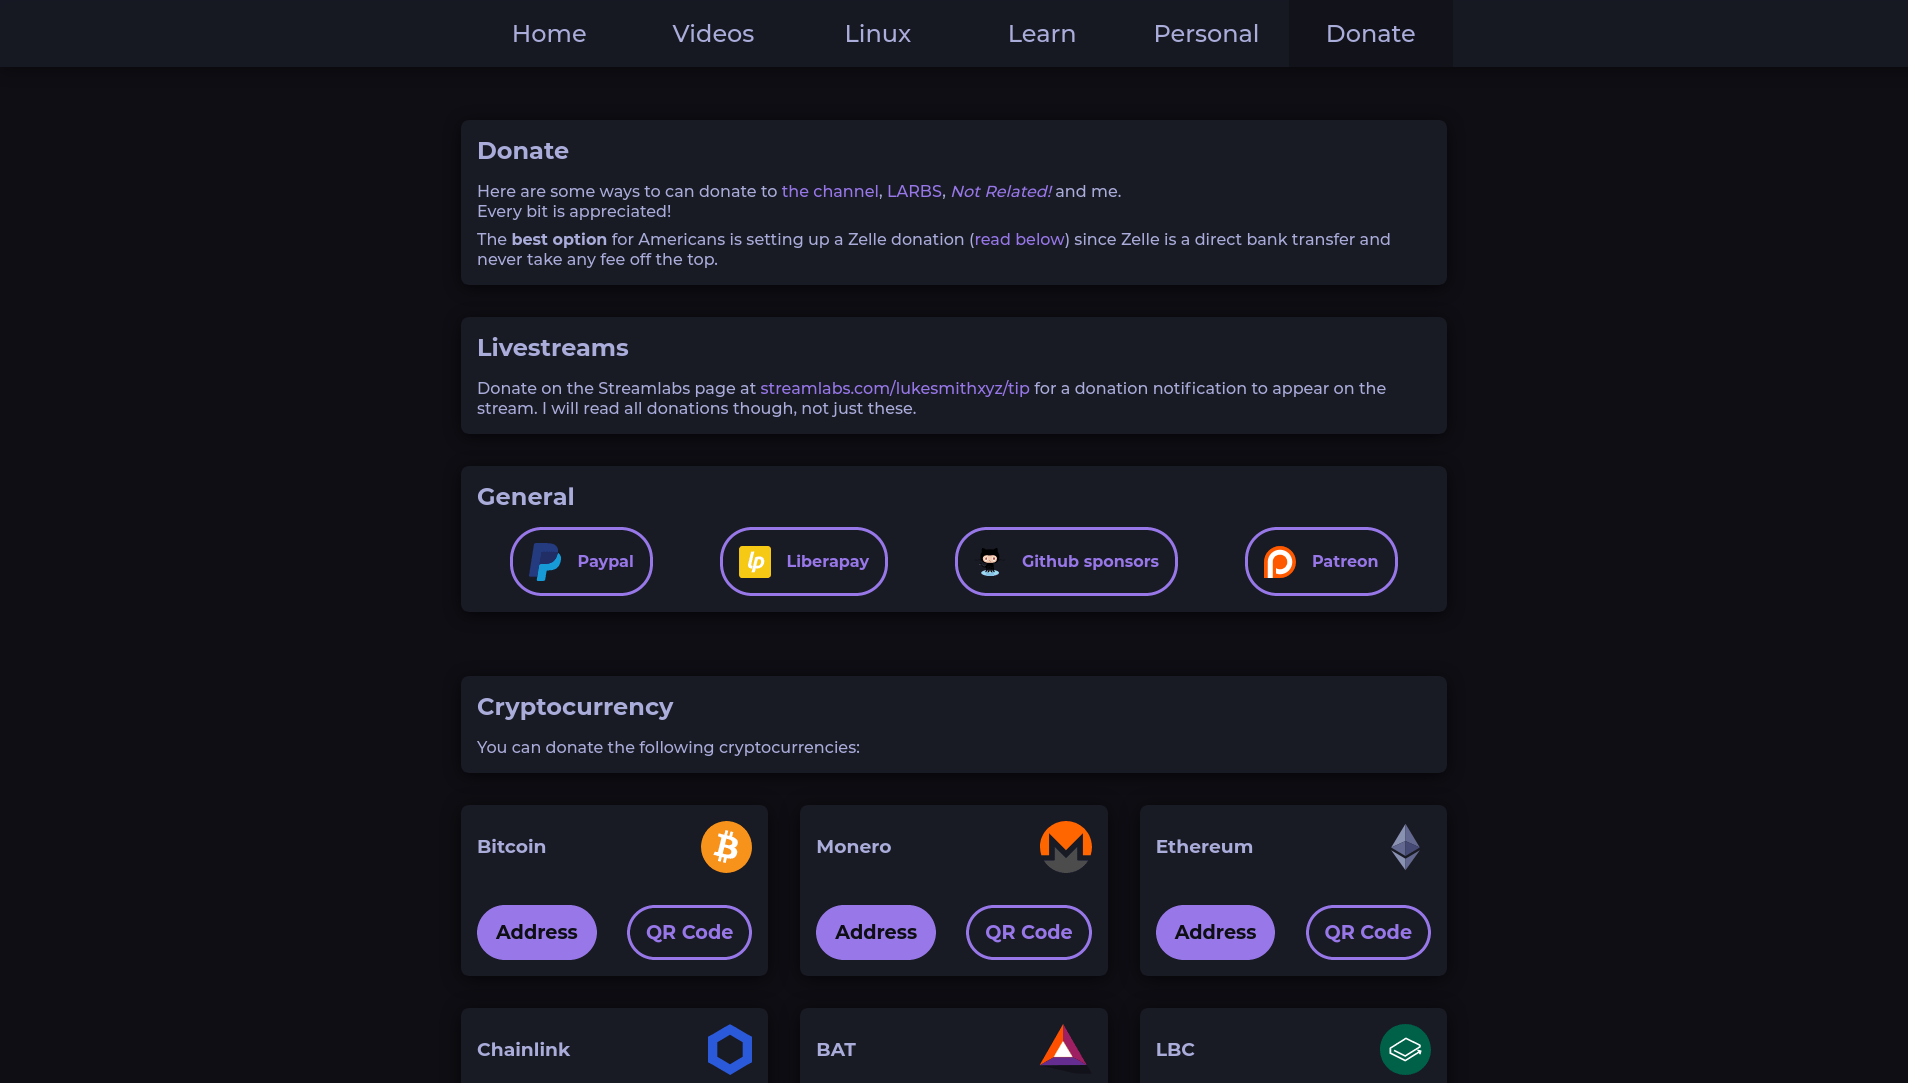 Home Videos Linux Learn Personal Donate
Donate
Here are some ways to can donate to the channel, LARBS, Not Related! and me.
Every bit is appreciated!
The best option for Americans is setting up a Zelle donation (read below) since Zelle is a direct bank transfer and
never take any fee off the top.
Livestreams
Donate on the Streamlabs page at streamlabs.com/lukesmithxyz/tip for a donation notification to appear on the
stream. I will read all donations though, not just these.
General
Paypal lp Liberapay Github sponsors Patreon
Cryptocurrency
You can donate the following cryptocurrencies:
Bitcoin Monero Ethereum
Address QR Code Address QR Code Address QR Code
Chainlink BAT LBC